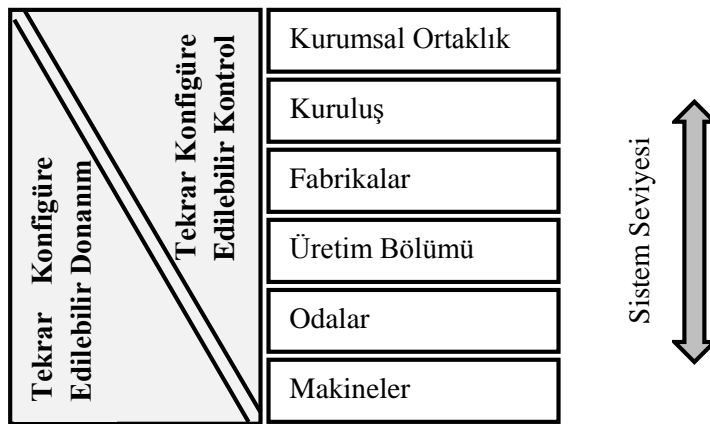 Tekrar Konfigüre
Edilebilir Donanım
Tekrar Konfigüre
Edilebilir Kontrol
Kurumsal Ortaklık
Kuruluş
Fabrikalar
Üretim Bölümü
Odalar
Makineler
Sistem Seviyesi